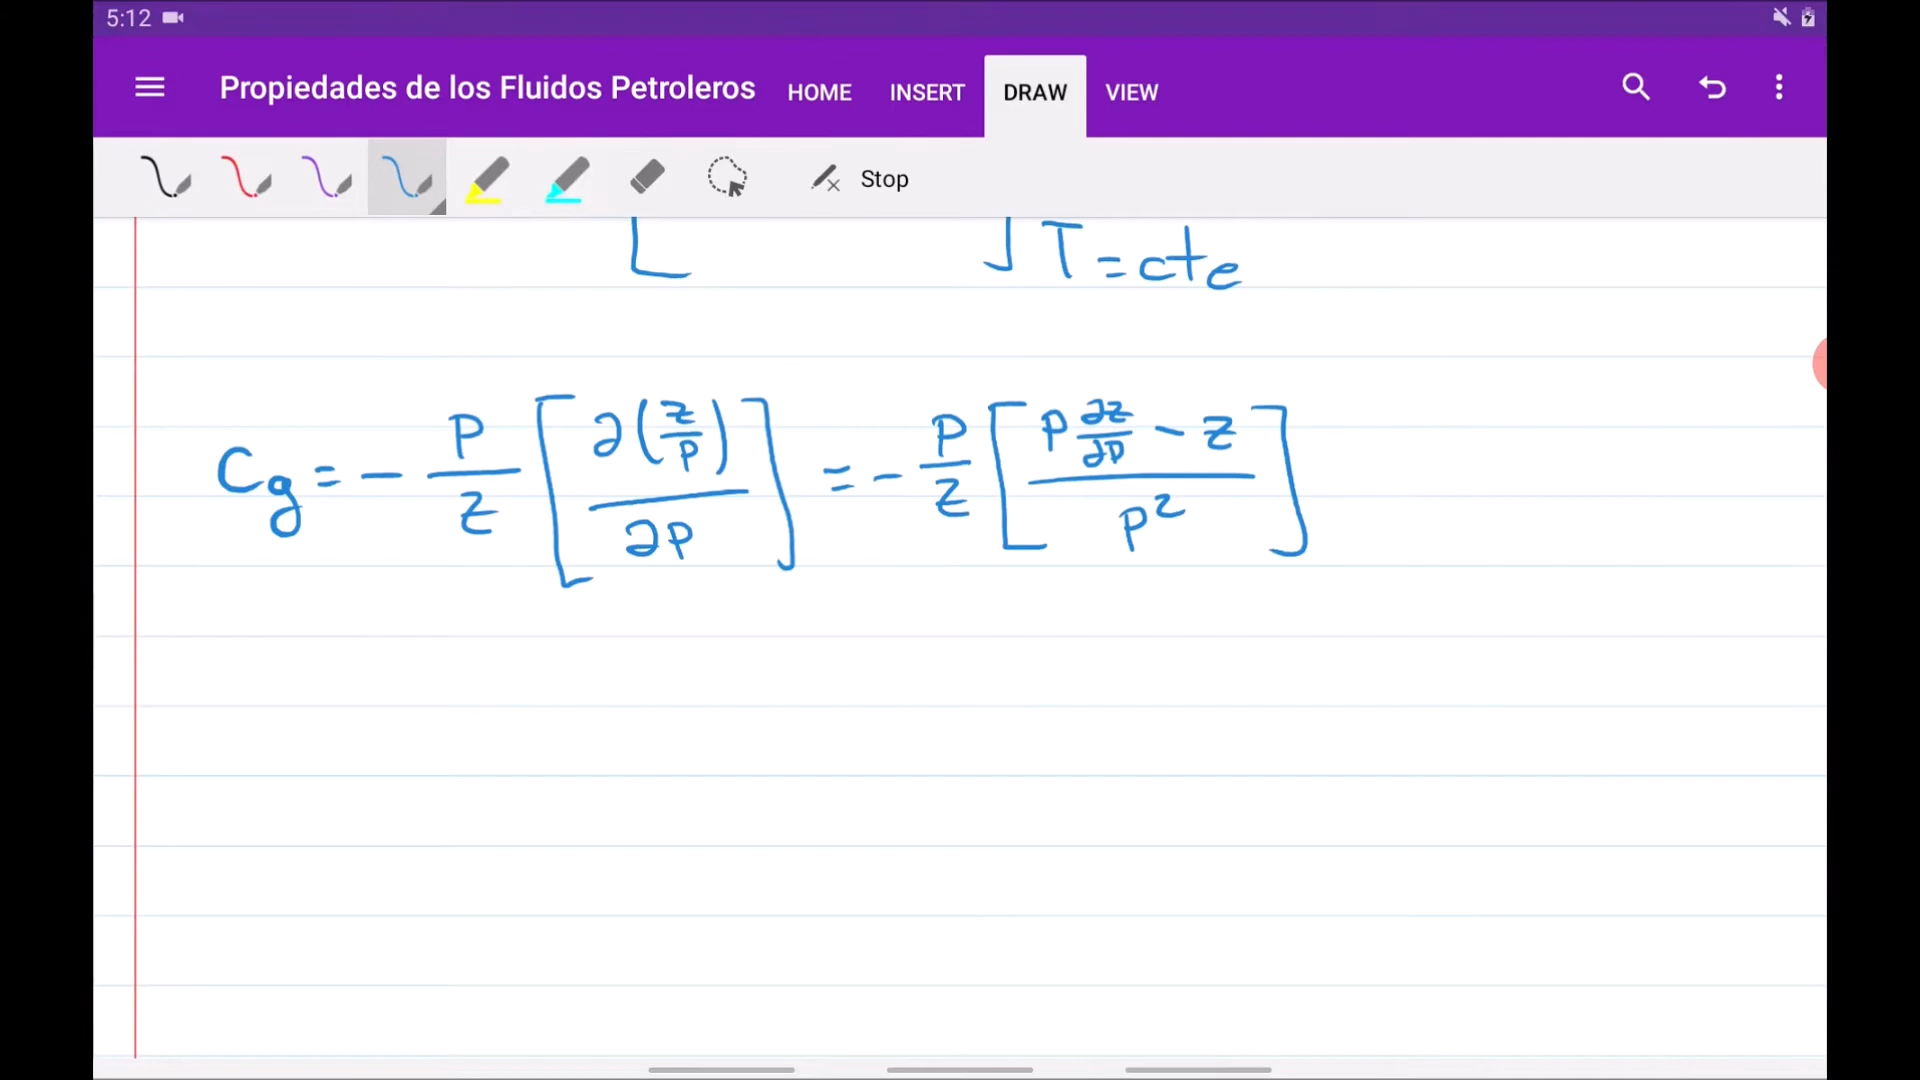 5:12
Propiedades de los Fluidos Petroleros HOME INSERT DRAW VIEW
Stop
[ ] T = cte
Cg = - P/z [ ∂(z/P) / ∂P ] = - P/z [ (P ∂z/∂P - z) / P² ]